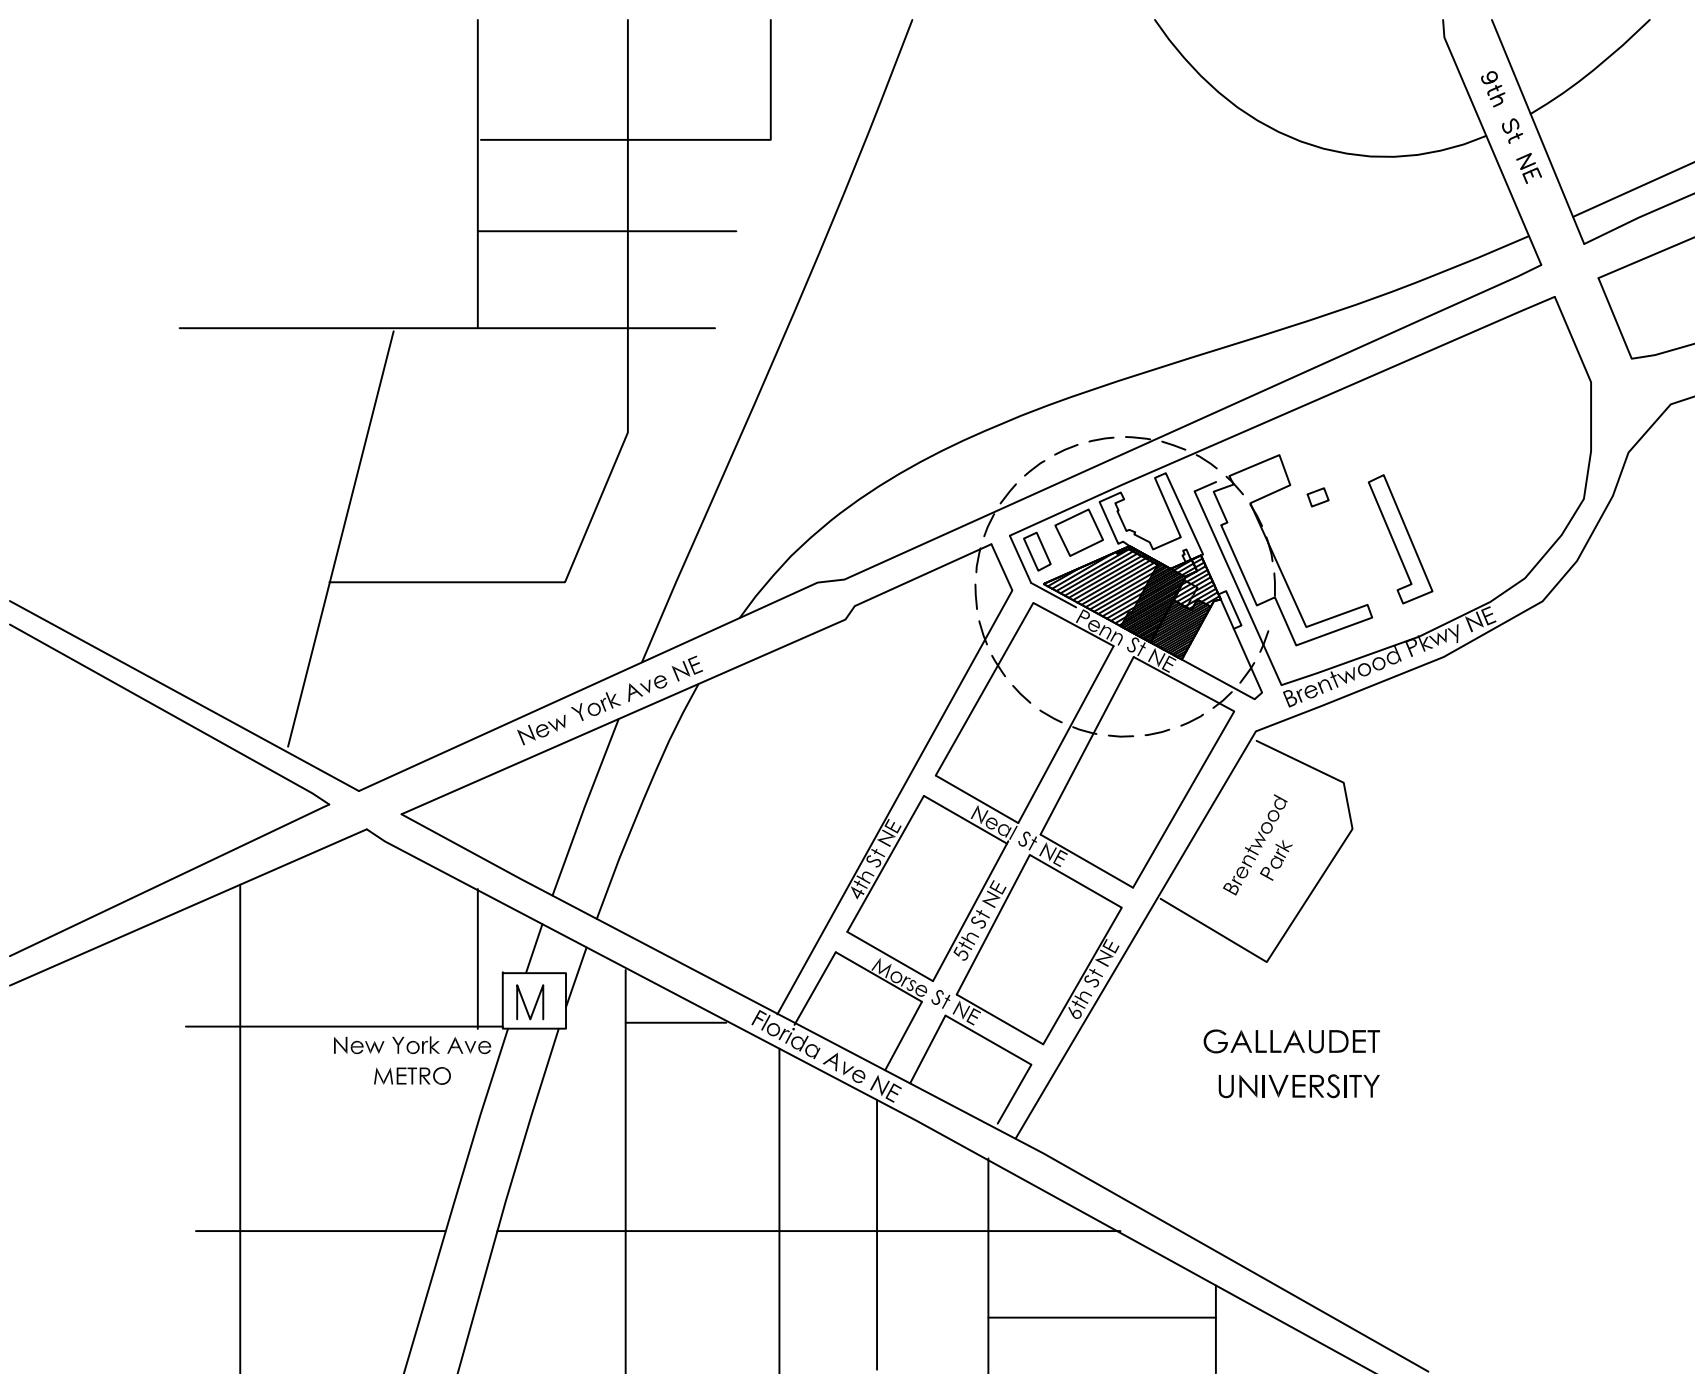 9th St NE
Penn St NE
Brentwood Pkwy NE
New York Ave NE
Neal St NE
Brentwood
Park
4th St NE
5th St NE
6th St NE
Morse St NE
M
New York Ave
METRO
Florida Ave NE
GALLAUDET
UNIVERSITY